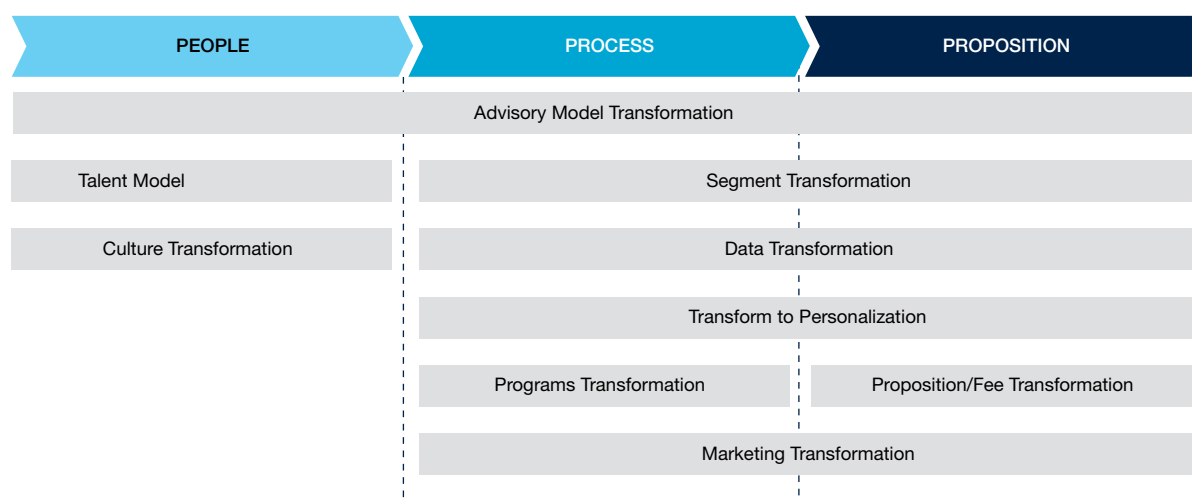 PEOPLE
PROCESS
PROPOSITION
Advisory Model Transformation
Talent Model
Segment Transformation
Culture Transformation
Data Transformation
Transform to Personalization
Programs Transformation
Proposition/Fee Transformation
Marketing Transformation